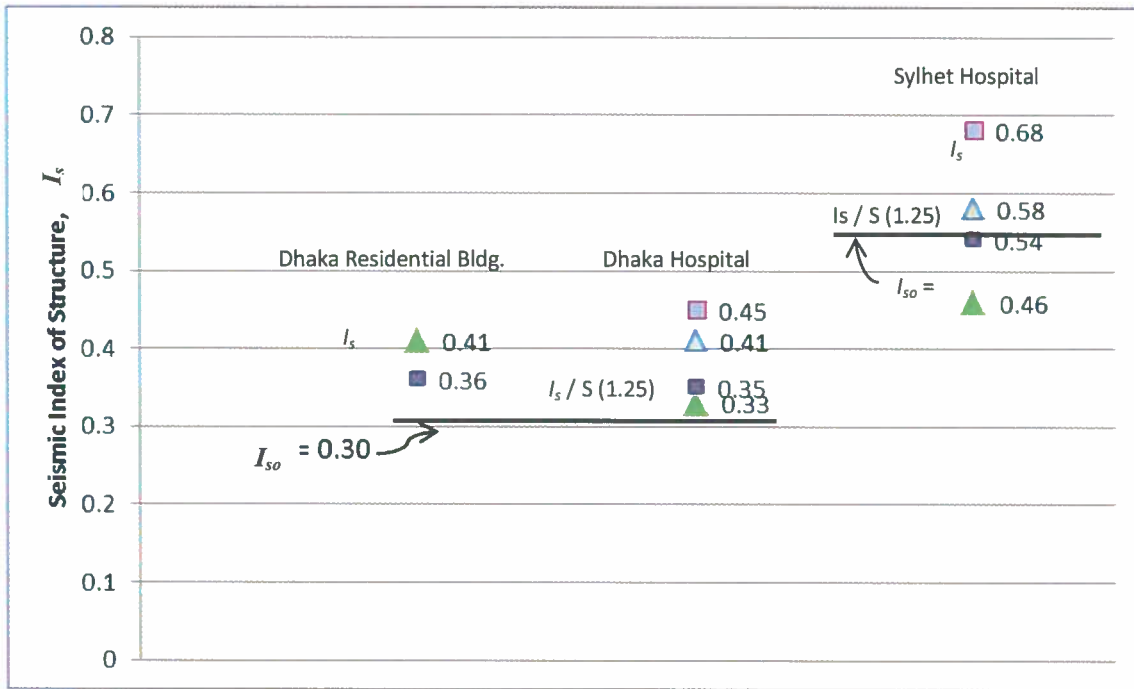 Seismic Index of Structure, Is
0.8
0.7
0.6
0.5
0.4
0.3
0.2
0.1
0
Dhaka Residential Bldg.
Is
0.41
0.36
Iso = 0.30
Dhaka Hospital
0.45
0.41
Is / S (1.25)
0.35
0.33
Sylhet Hospital
0.68
Is
Is / S (1.25)
0.58
0.54
Iso =
0.46